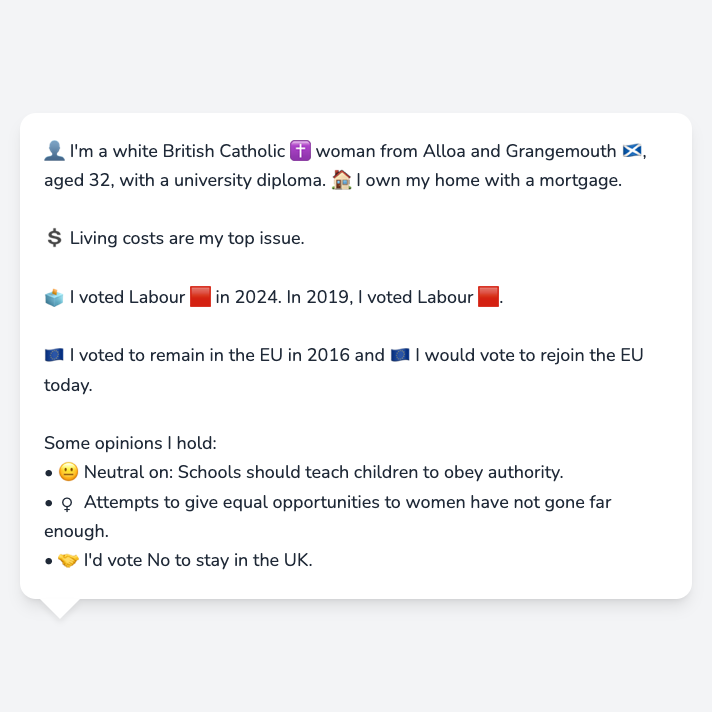 👤 I'm a white British Catholic ✝️ woman from Alloa and Grangemouth 🏴󠁧󠁢󠁳󠁣󠁴󠁿,
aged 32, with a university diploma. 🏠 I own my home with a mortgage.
💲 Living costs are my top issue.
🗳️ I voted Labour 🟥 in 2024. In 2019, I voted Labour 🟥.
🇪🇺 I voted to remain in the EU in 2016 and 🇪🇺 I would vote to rejoin the EU
today.
Some opinions I hold:
• 😐 Neutral on: Schools should teach children to obey authority.
• ♀ Attempts to give equal opportunities to women have not gone far
enough.
• 🤝 I'd vote No to stay in the UK.